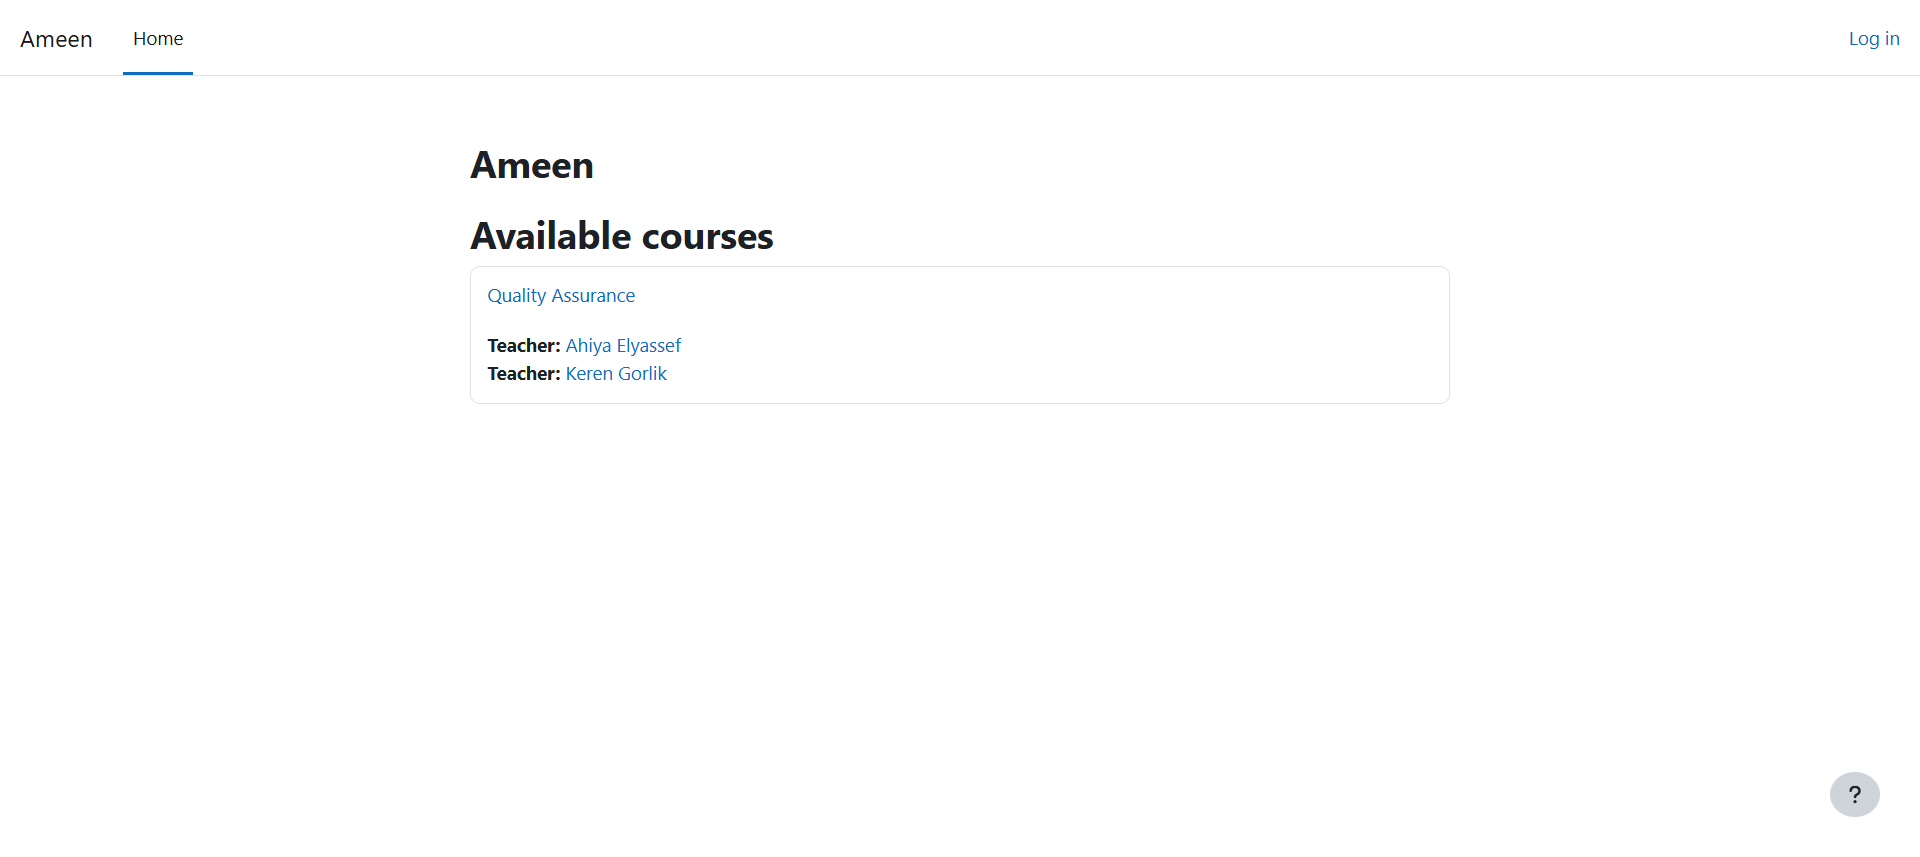 Ameen
Home
Log in
Ameen
Available courses
Quality Assurance
Teacher: Ahiya Elyassef
Teacher: Keren Gorlik
?